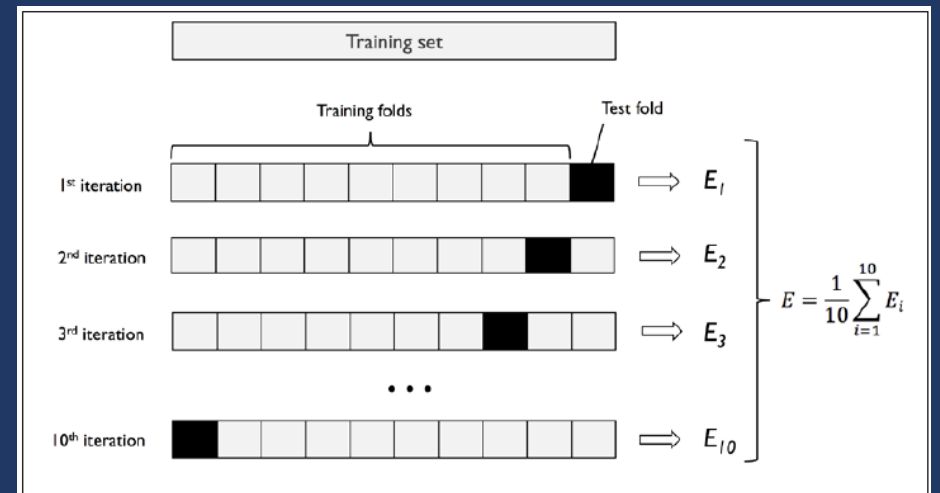 Training set
Training folds
Test fold
1st iteration
E1
2nd iteration
E2
3rd iteration
E3
• • •
10th iteration
E10
E = 1/10 ∑_{i=1}^{10} E_i